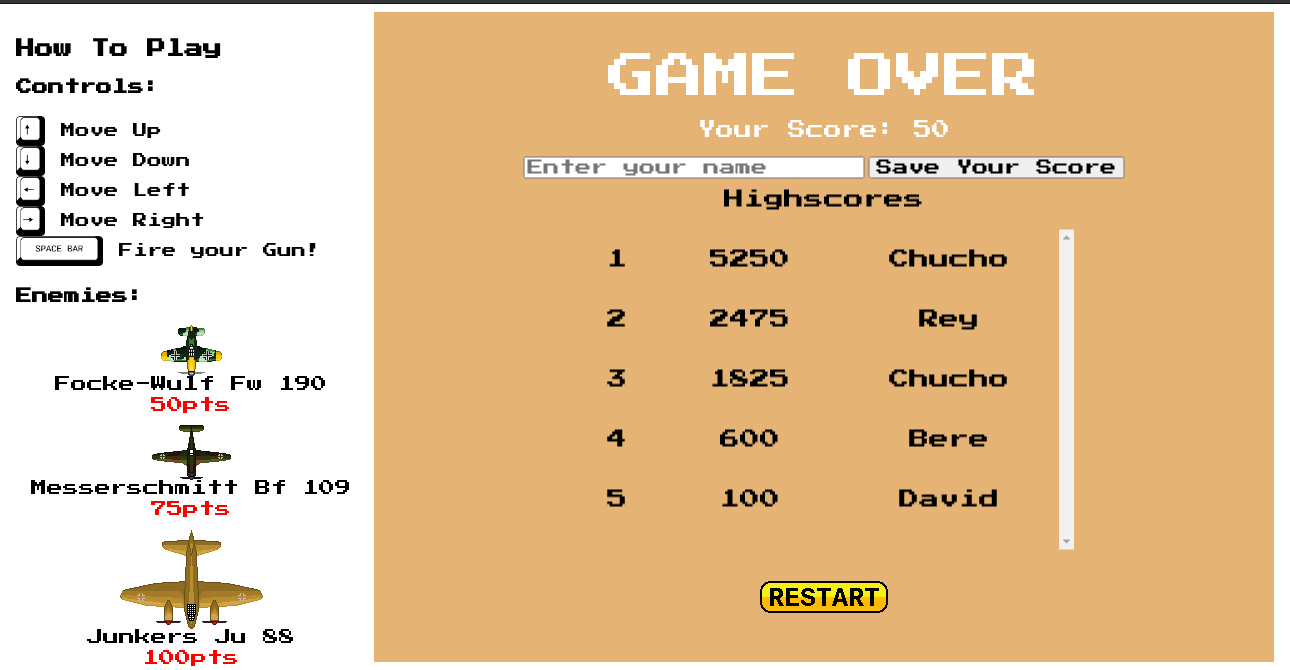 How To Play
Controls:
↑ Move Up
↓ Move Down
← Move Left
→ Move Right
SPACE BAR Fire your Gun!
Enemies:
Focke-Wulf Fw 190
50pts
Messerschmitt Bf 109
75pts
Junkers Ju 88
100pts
GAME OVER
Your Score: 50
Enter your name Save Your Score
Highscores
1 5250 Chucho
2 2475 Rey
3 1825 Chucho
4 600 Bere
5 100 David
RESTART